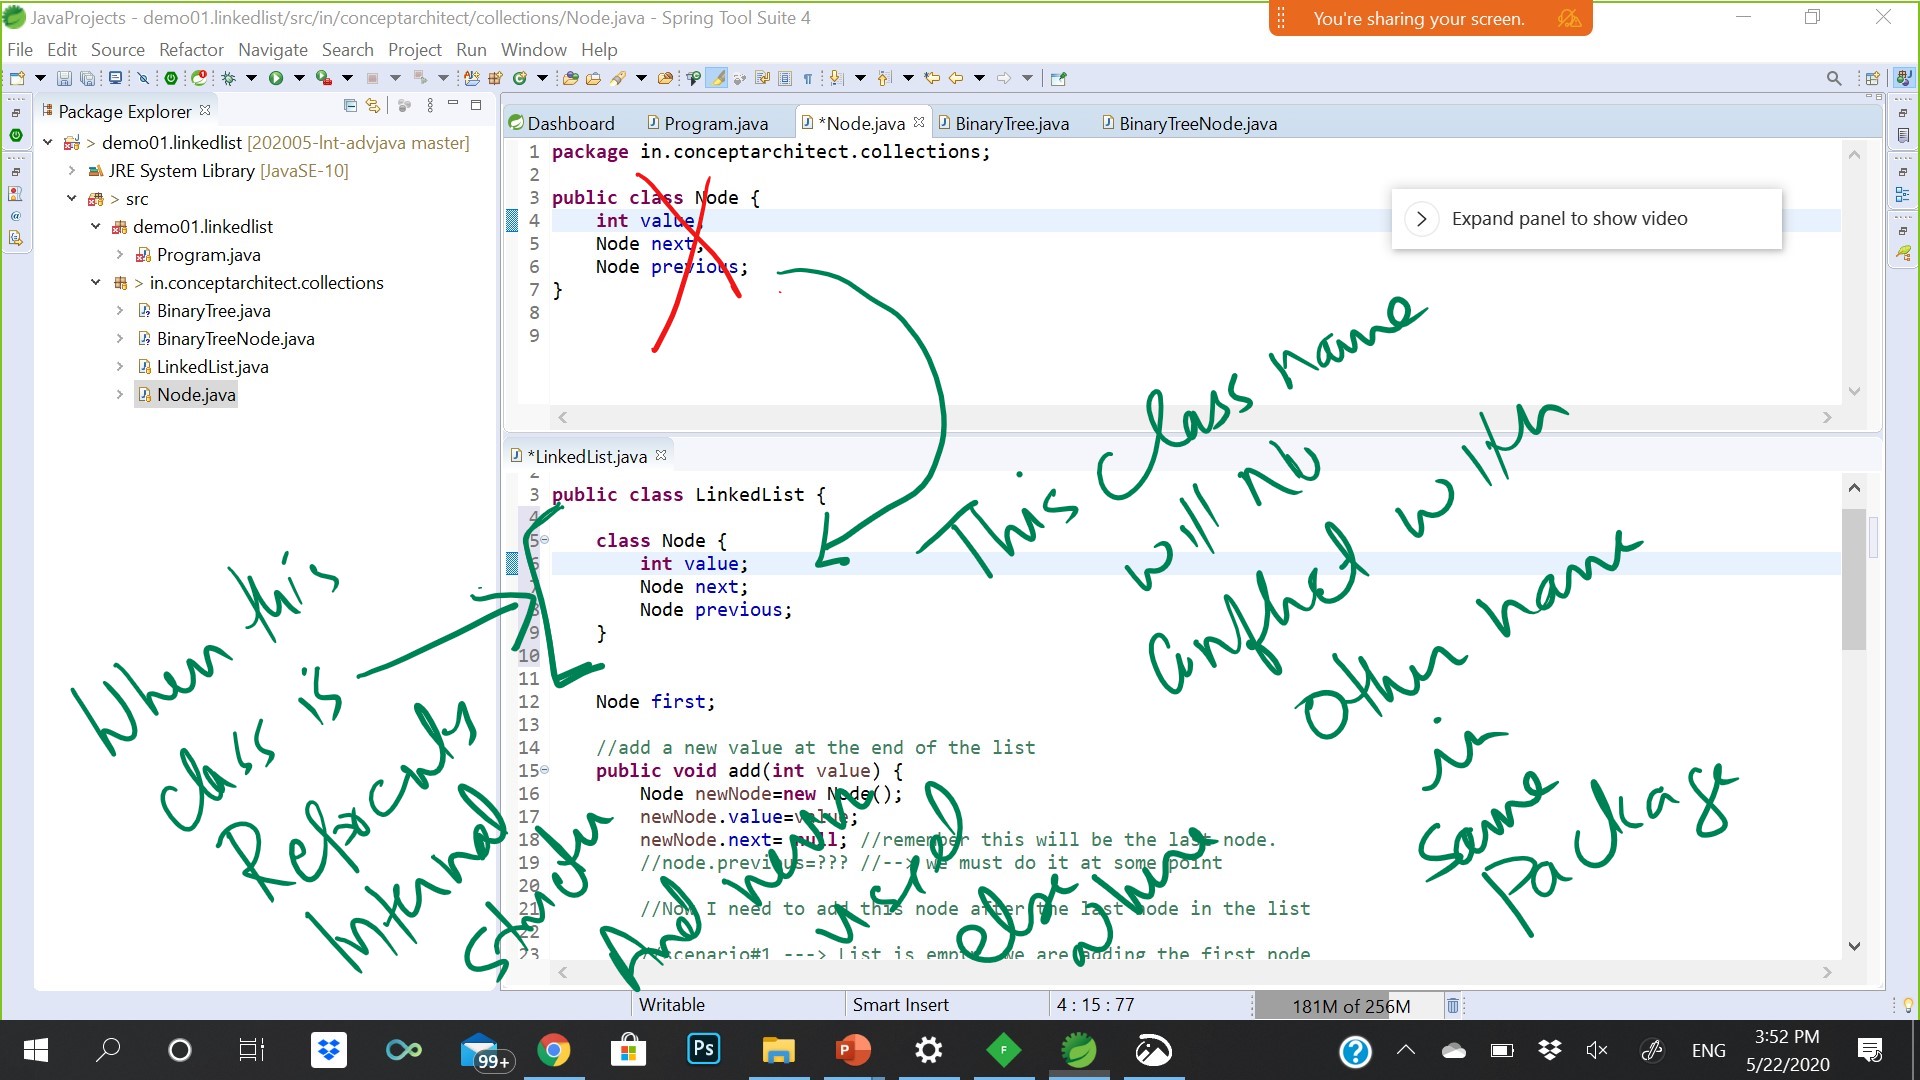 JavaProjects - demo01.linkedlist/src/in/conceptarchitect/collections/Node.java - Spring Tool Suite 4
You're sharing your screen.
File Edit Source Refactor Navigate Search Project Run Window Help
Package Explorer
demo01.linkedlist [202005-Int-advjava master]
JRE System Library [JavaSE-10]
> src
demo01.linkedlist
Program.java
> in.conceptarchitect.collections
BinaryTree.java
BinaryTreeNode.java
LinkedList.java
Node.java
Dashboard Program.java *Node.java BinaryTree.java BinaryTreeNode.java
1 package in.conceptarchitect.collections;
2
3 public class Node {
4 int value;
5 Node next;
6 Node previous;
7 }
8
9
Expand panel to show video
*LinkedList.java
2
3 public class LinkedList {
4
5 class Node {
6 int value;
7 Node next;
8 Node previous;
9 }
10
11
12 Node first;
13
14 //add a new value at the end of the list
15 public void add(int value) {
16 Node newNode=new Node();
17 newNode.value=value;
18 newNode.next= null; //remember this will be the last node.
19 //node.previous=??? //--> we must do it at some point
20
21 //Now I need to add this node after the last node in the list
22
23 //scenario#1 ---> List is empty we are adding the first node
This Class name
will No
conflict with
other name
in
same
Package
When this
class is
Internal
And never
used
else
where
Writable Smart Insert 4 : 15 : 77 181M of 256M
99+
Ps
P
F
ENG
3:52 PM
5/22/2020